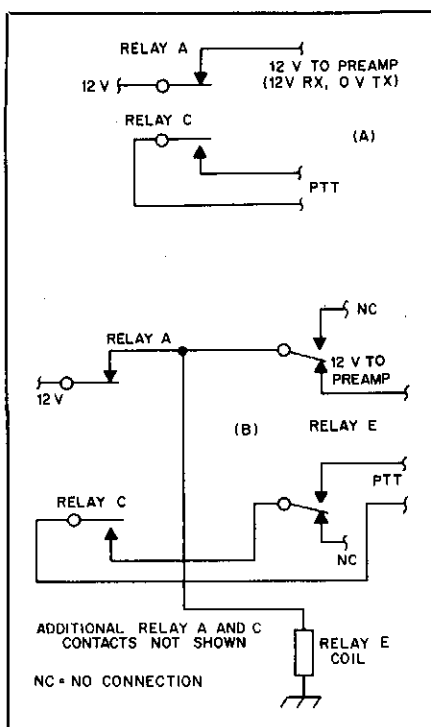 RELAY A
12 V TO PREAMP
(12V RX, 0 V TX)
12 V
RELAY C
(A)
PTT
NC
RELAY A
12 V TO
PREAMP
12 V
(B)
RELAY E
RELAY C
PTT
NC
ADDITIONAL RELAY A AND C
CONTACTS NOT SHOWN
RELAY E
COIL
NC = NO CONNECTION